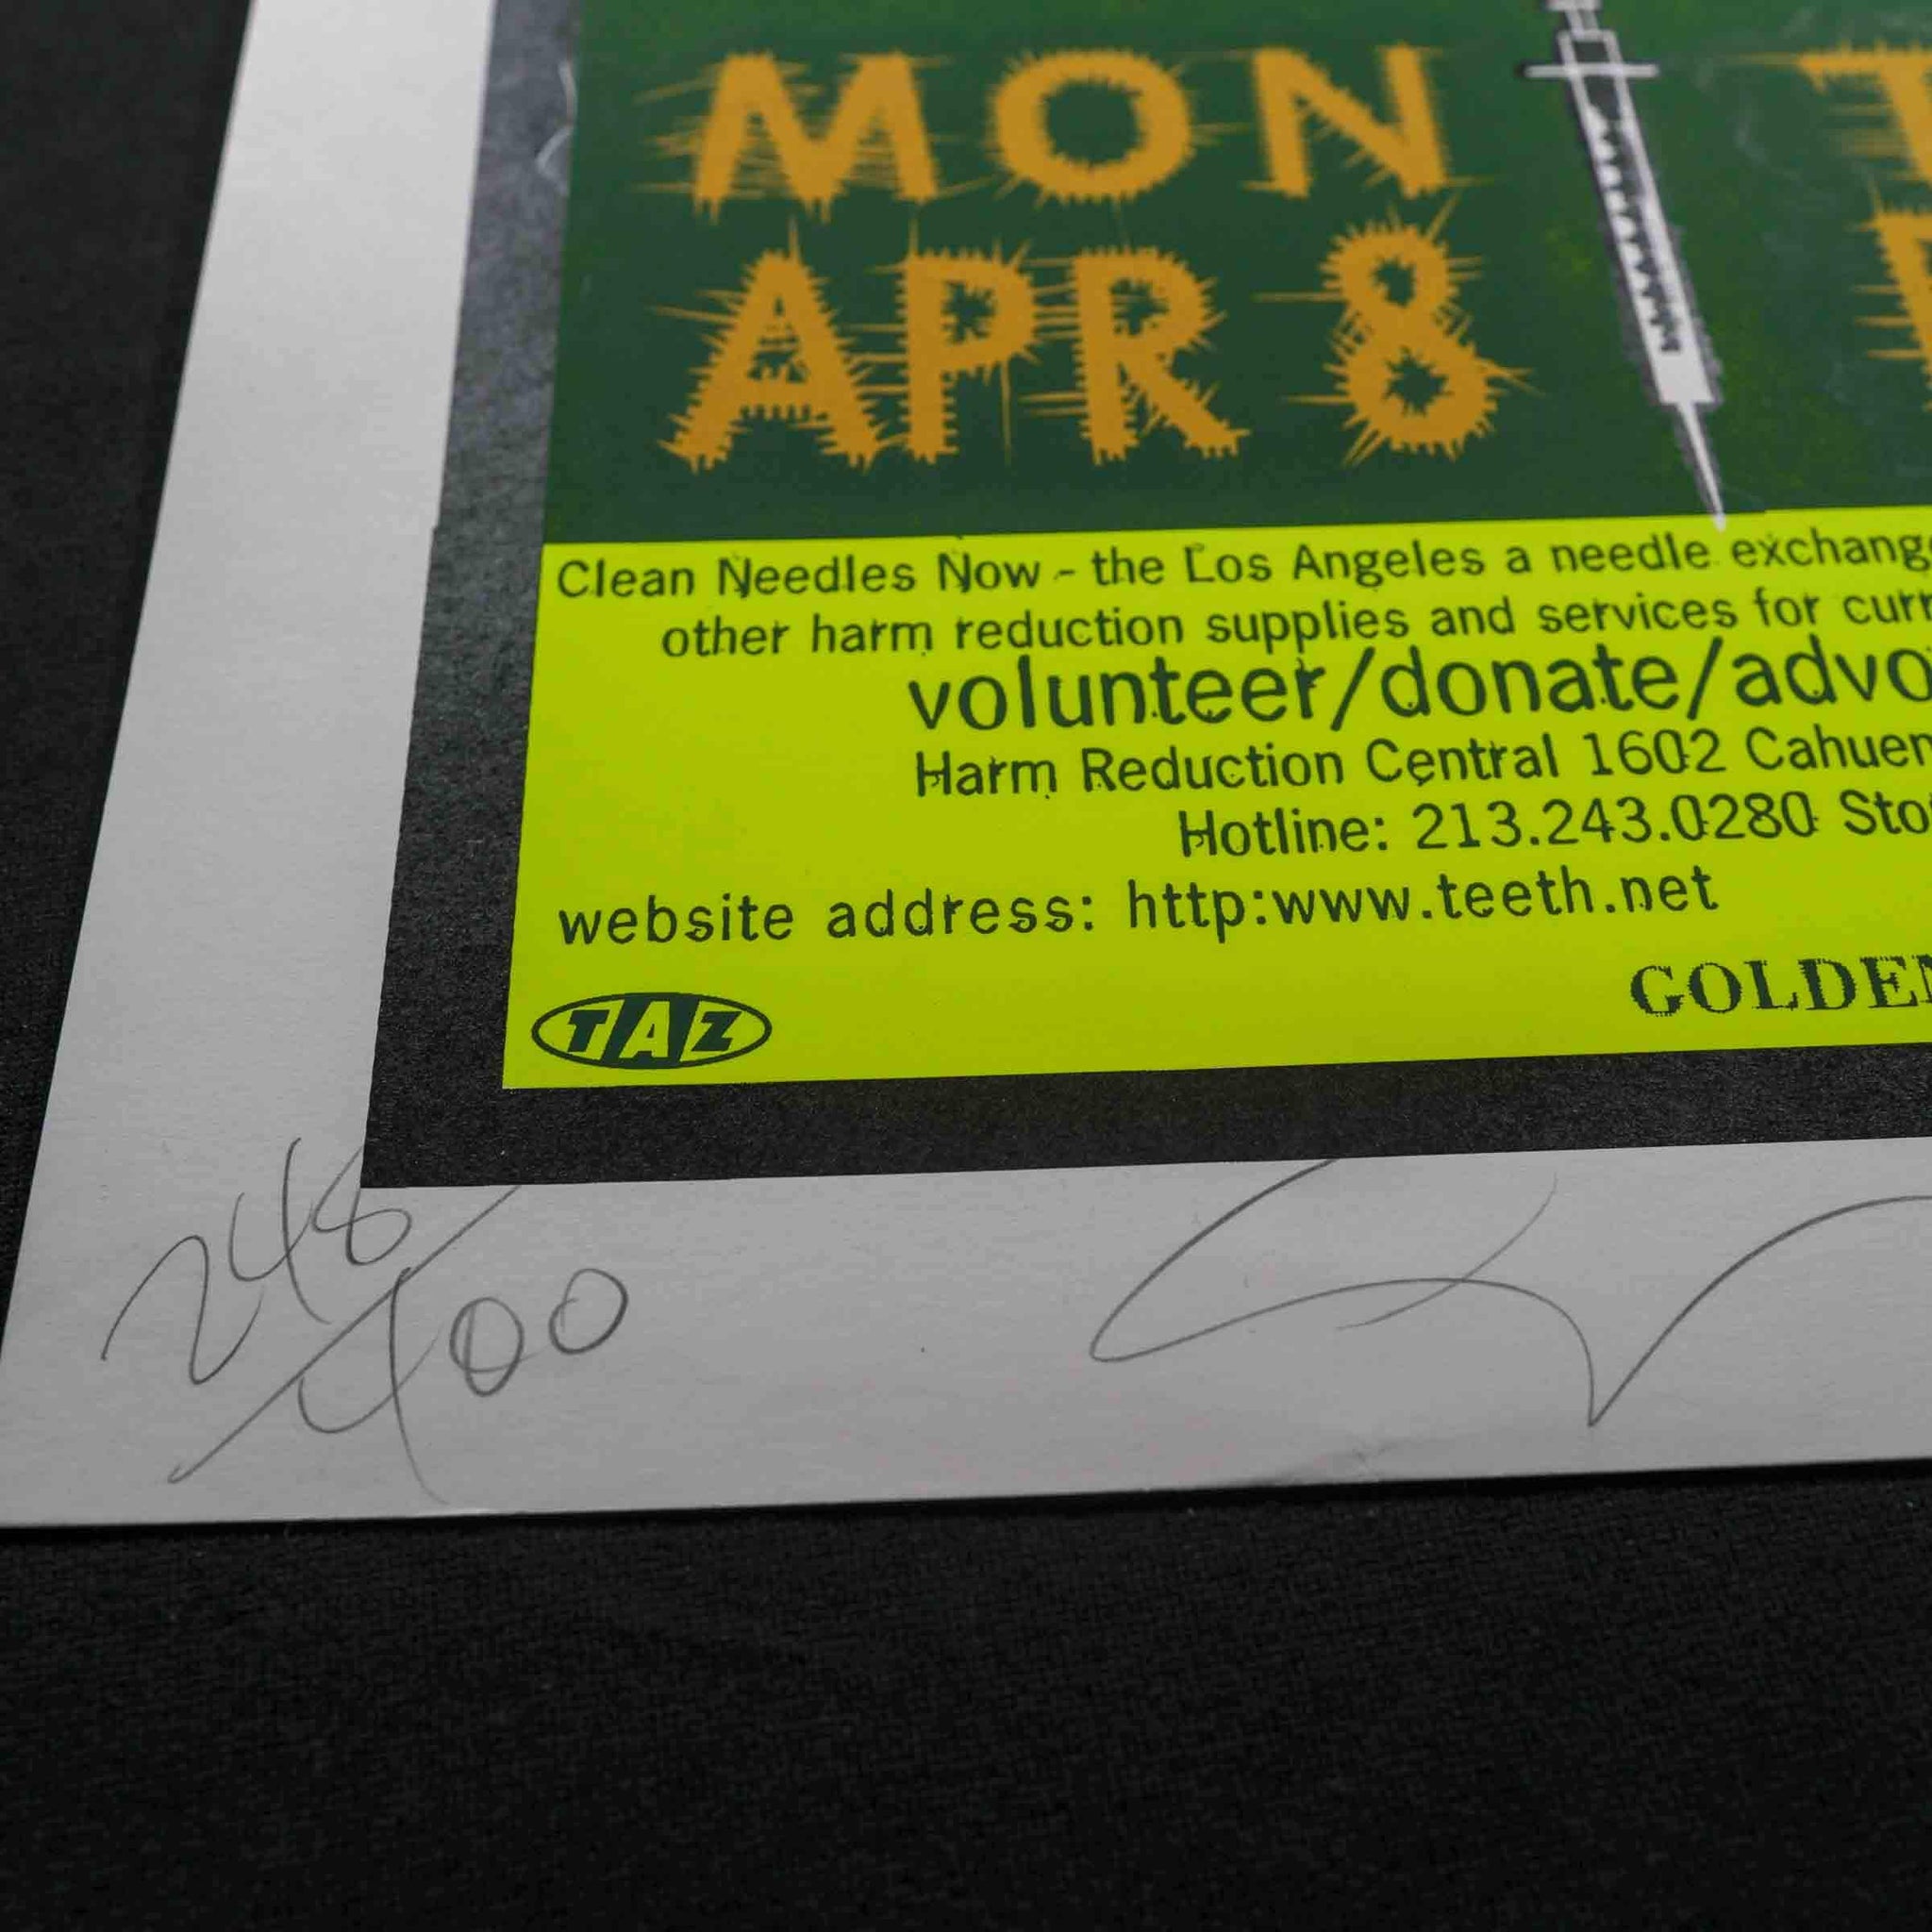 MON
APR 8
Clean Needles Now - the Los Angeles a needle exchange
other harm reduction supplies and services for curr
volunteer/donate/advo
Harm Reduction Central 1602 Cahuen
Hotline: 213.243.0280 Sto
website address: http:www.teeth.net
GOLDEN
TAZ
248/400